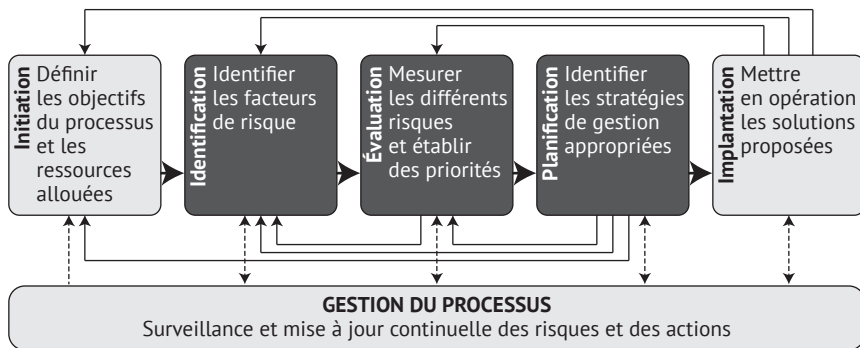 Initiation
Définir
les objectifs
du processus
et les
ressources
allouées
Identification
Identifier
les facteurs
de risque
Évaluation
Mesurer
les différents
risques
et établir
des priorités
Planification
Identifier
les stratégies
de gestion
appropriées
Implantation
Mettre
en opération
les solutions
proposées
GESTION DU PROCESSUS
Surveillance et mise à jour continuelle des risques et des actions